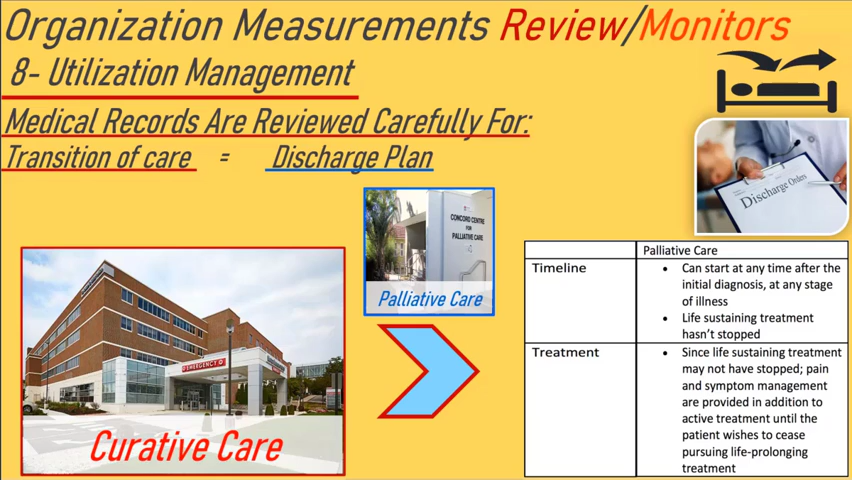 Organization Measurements Review/Monitors
8- Utilization Management
Medical Records Are Reviewed Carefully For:
Transition of care = Discharge Plan
Discharge Orders
CONCORD CENTRE
FOR
PALLIATIVE CARE
Palliative Care
EMERGENCY
Curative Care
Palliative Care
Timeline
• Can start at any time after the
initial diagnosis, at any stage
of illness
• Life sustaining treatment
hasn't stopped
Treatment
• Since life sustaining treatment
may not have stopped; pain
and symptom management
are provided in addition to
active treatment until the
patient wishes to cease
pursuing life-prolonging
treatment